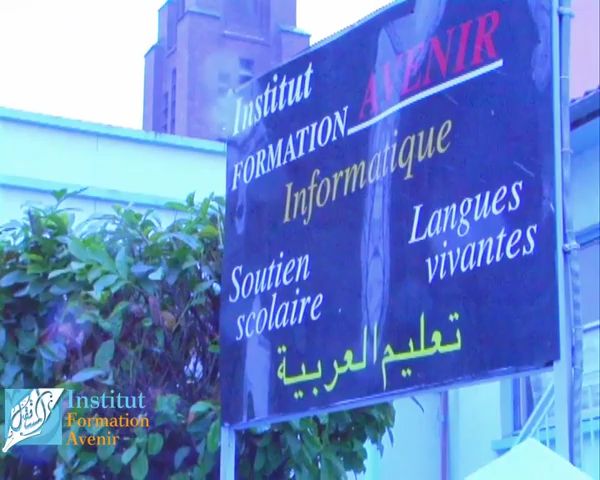 Institut
FORMATION AVENIR
Informatique
Langues
vivantes
Soutien
scolaire
تعليم العربية
Institut
Formation
Avenir